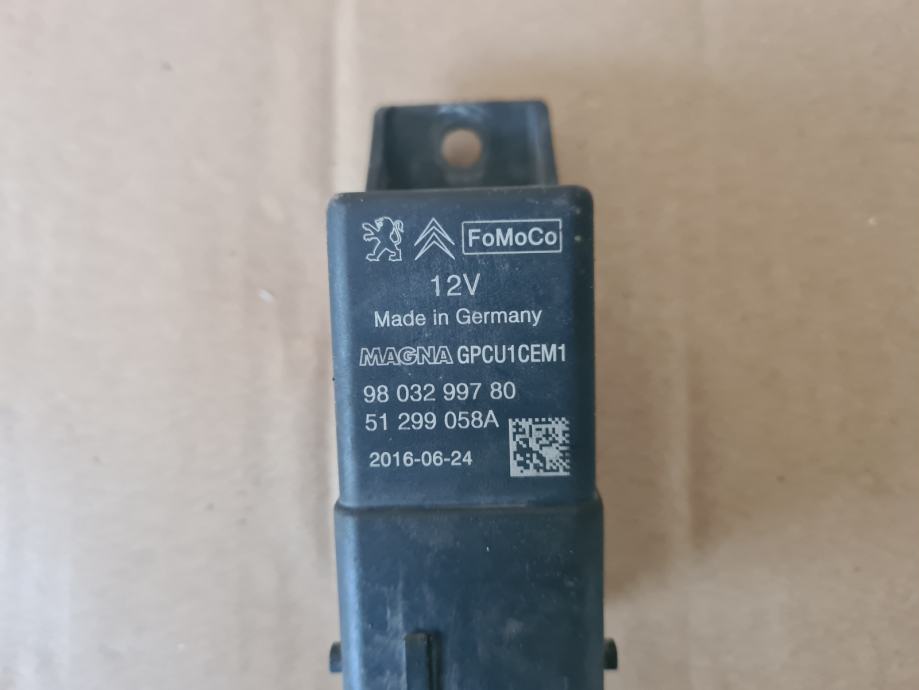 FoMoCo
12V
Made in Germany
MAGNA GPCU1CEM1
98 032 997 80
51 299 058A
2016-06-24